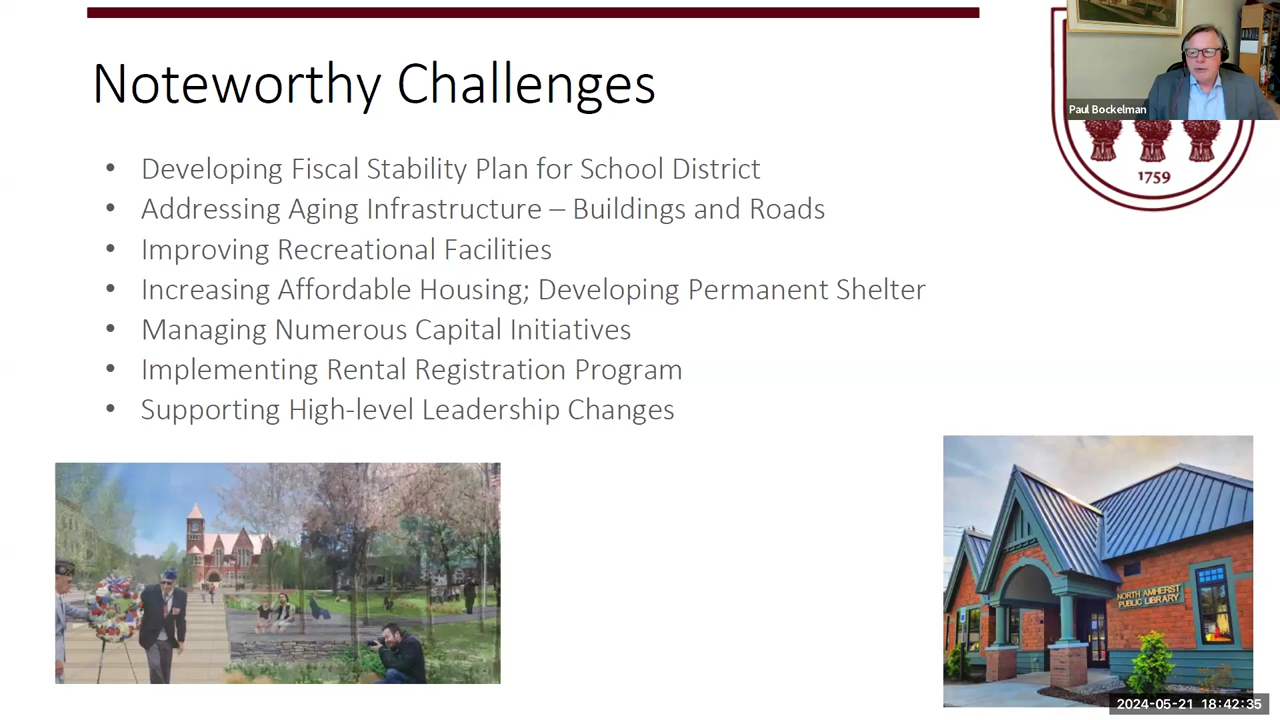 Noteworthy Challenges
Paul Bockelman
1759
• Developing Fiscal Stability Plan for School District
• Addressing Aging Infrastructure – Buildings and Roads
• Improving Recreational Facilities
• Increasing Affordable Housing; Developing Permanent Shelter
• Managing Numerous Capital Initiatives
• Implementing Rental Registration Program
• Supporting High-level Leadership Changes
NORTH AMHERST
PUBLIC LIBRARY
2024-05-21 18:42:35